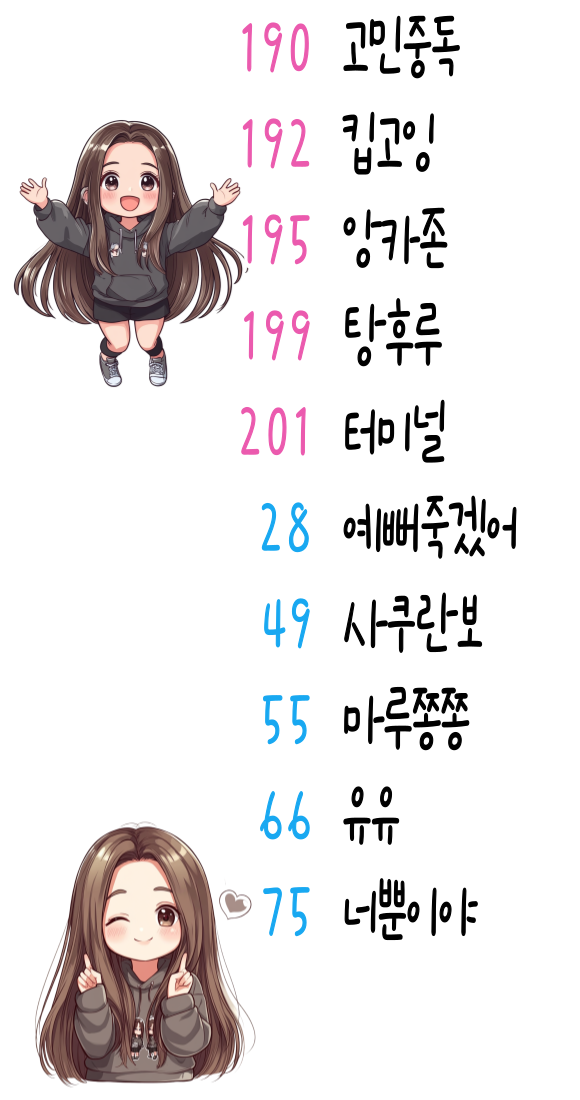 190 고민중독
192 킵고잉
195 앙카존
199 탕후루
201 터미널
28 예뻐죽겠어
49 사쿠란보
55 마루쫑쫑
66 유유
75 너뿐이야